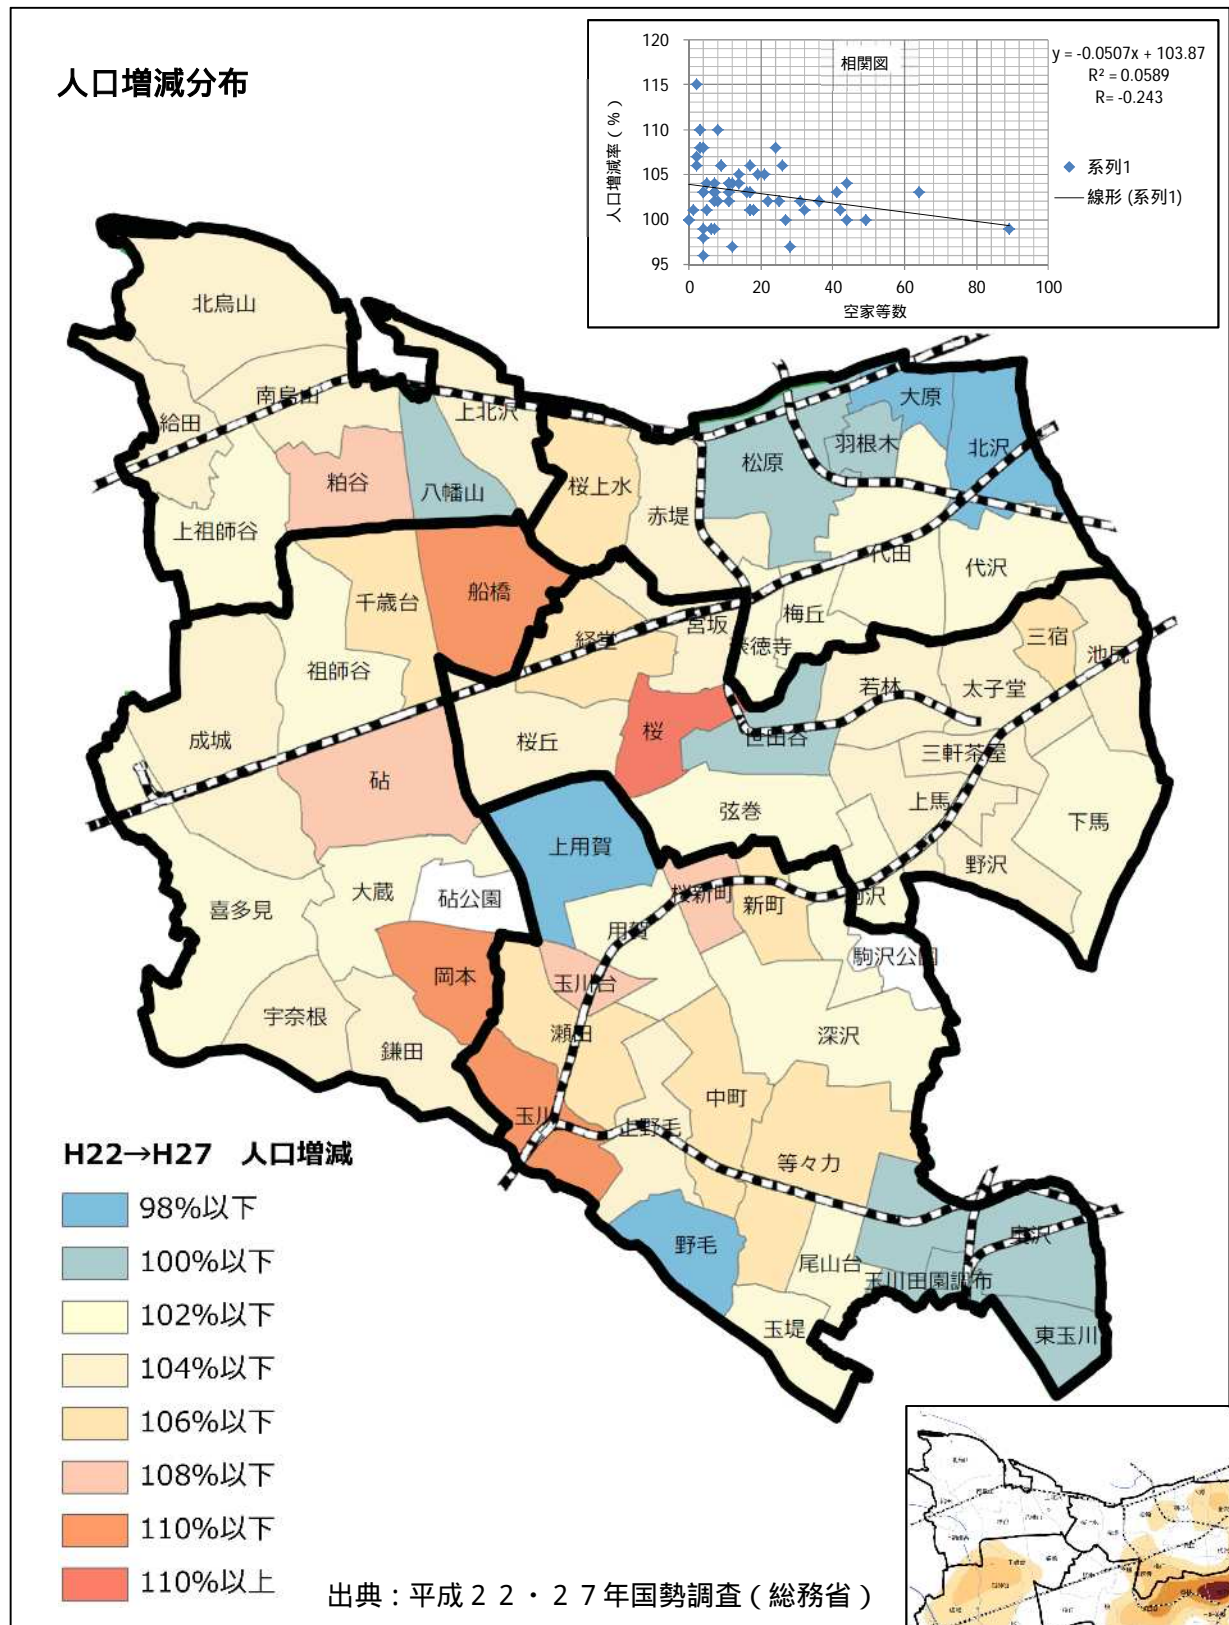 人口増減分布
120
115
110
105
100
95
人口増減率（%）
相関図
y = -0.0507x + 103.87
R² = 0.0589
R= -0.243
系列1
線形 (系列1)
0
20
40
60
80
100
空家等数
北烏山
南烏山
給田
上北沢
粕谷
八幡山
上祖師谷
桜上水
赤堤
松原
羽根木
大原
北沢
代田
代沢
梅丘
豪徳寺
宮坂
経堂
船橋
千歳台
祖師谷
成城
砧
桜丘
桜
世田谷
若林
太子堂
三宿
池尻
三軒茶屋
上馬
下馬
野沢
弦巻
駒沢
駒沢公園
上用賀
用賀
桜新町
新町
深沢
大蔵
砧公園
喜多見
岡本
宇奈根
鎌田
玉川台
瀬田
玉川
上野毛
中町
等々力
野毛
尾山台
玉堤
玉川田園調布
奥沢
東玉川
H22→H27　人口増減
98%以下
100%以下
102%以下
104%以下
106%以下
108%以下
110%以下
110%以上
出典：平成２２・２７年国勢調査（総務省）